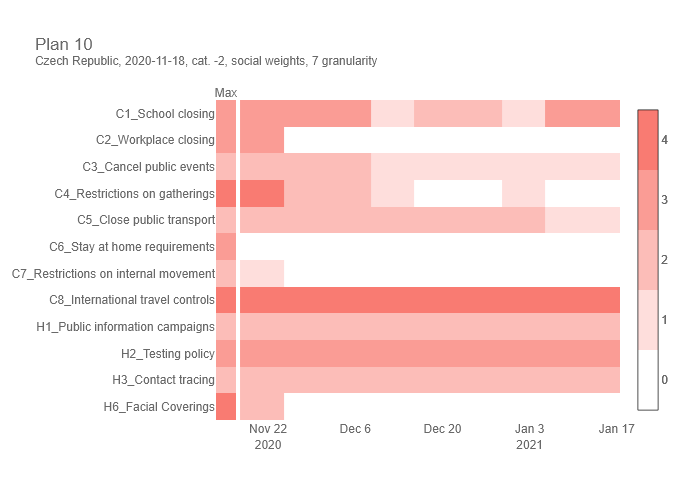 Plan 10
Czech Republic, 2020-11-18, cat. -2, social weights, 7 granularity
Max
C1_School closing
C2_Workplace closing
C3_Cancel public events
C4_Restrictions on gatherings
C5_Close public transport
C6_Stay at home requirements
C7_Restrictions on internal movement
C8_International travel controls
H1_Public information campaigns
H2_Testing policy
H3_Contact tracing
H6_Facial Coverings
Nov 22 Dec 6 Dec 20 Jan 3 Jan 17
2020 2021
4
3
2
1
0